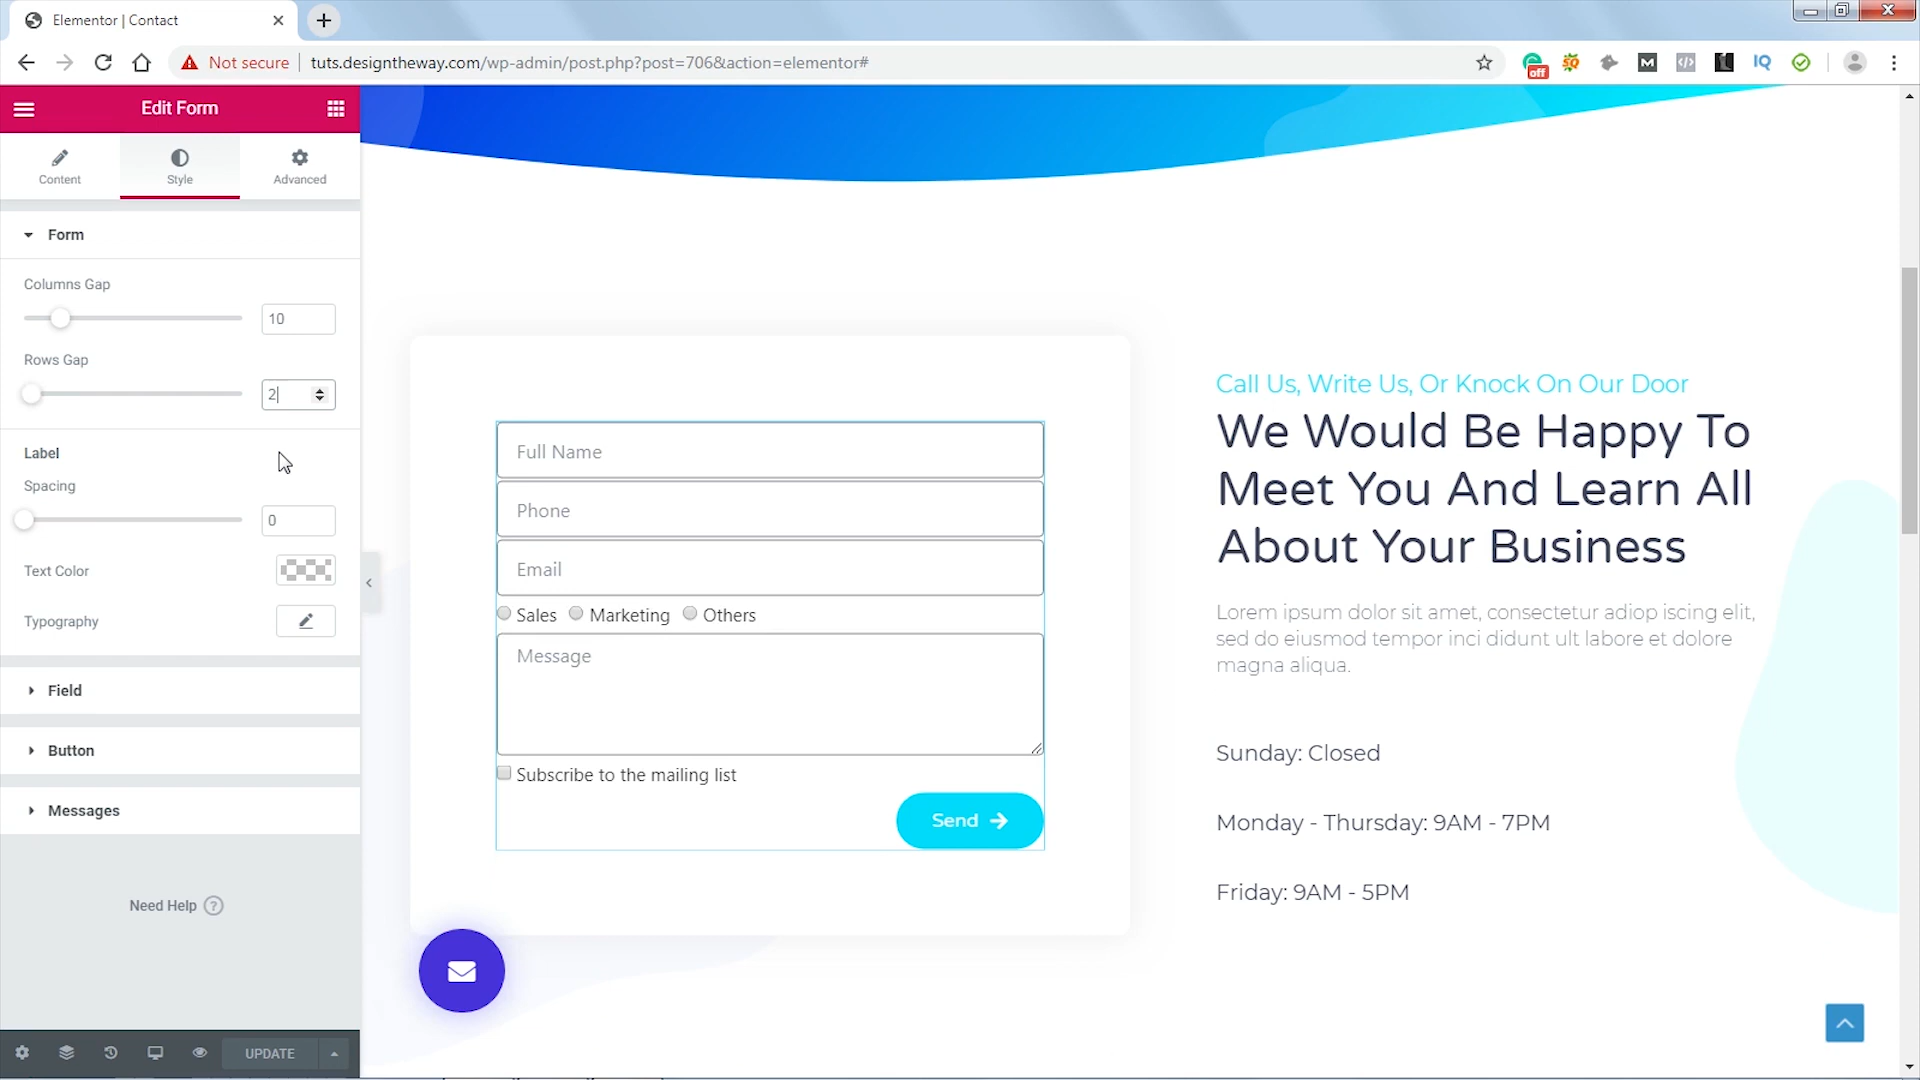 Elementor | Contact
Not secure
tuts.designtheway.com/wp-admin/post.php?post=706&action=elementor#
off
SQ
M
</>
IQ
Edit Form
Content
Style
Advanced
Form
Columns Gap
10
Rows Gap
2
Label
Spacing
0
Text Color
Typography
Field
Button
Messages
Need Help ?
UPDATE
Full Name
Phone
Email
Sales Marketing Others
Message
Subscribe to the mailing list
Send
Call Us, Write Us, Or Knock On Our Door
We Would Be Happy To
Meet You And Learn All
About Your Business
Lorem ipsum dolor sit amet, consectetur adiop iscing elit,
sed do eiusmod tempor inci didunt ult labore et dolore
magna aliqua.
Sunday: Closed
Monday - Thursday: 9AM - 7PM
Friday: 9AM - 5PM